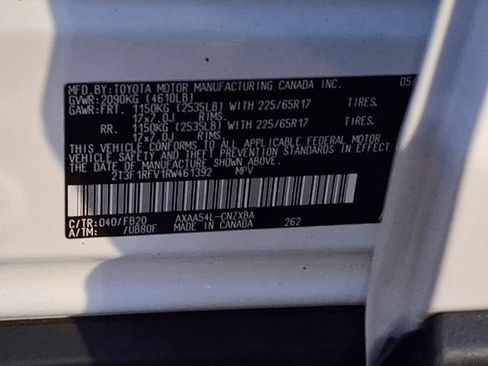 MFD.BY:TOYOTA MOTOR MANUFACTURING CANADA INC. 05/
GVWR:2090KG (4610LB)
GAWR:FRT. 1150KG (2535LB) WITH 225/65R17 TIRES.
17x7.0J RIMS.
RR. 1150KG (2535LB) WITH 225/65R17 TIRES.
17x7.0J RIMS.
THIS VEHICLE CONFORMS TO ALL APPLICABLE FEDERAL MOTOR
VEHICLE SAFETY AND THEFT PREVENTION STANDARDS IN EFFECT
THE DATE OF MANUFACTURE SHOWN ABOVE.
2T3F1RFV1RW461392 MPV
C/TR:040/FB20 AXAA54L-CNZXBA 262
A/TM: /UB80F MADE IN CANADA